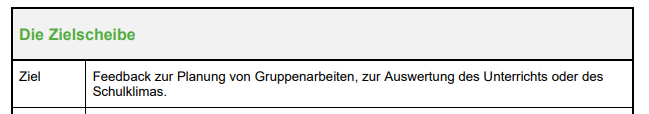 Die Zielscheibe
Ziel
Feedback zur Planung von Gruppenarbeiten, zur Auswertung des Unterrichts oder des
Schulklimas.